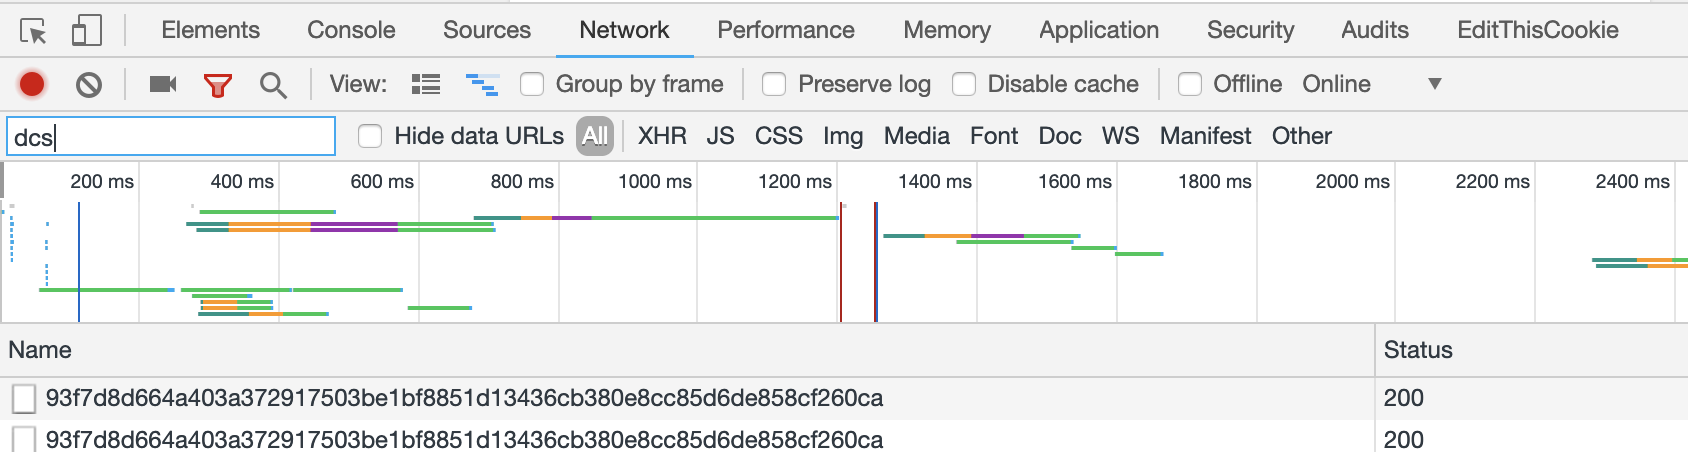 Elements Console Sources Network Performance Memory Application Security Audits EditThisCookie
View: Group by frame Preserve log Disable cache Offline Online
dcs Hide data URLs All XHR JS CSS Img Media Font Doc WS Manifest Other
200 ms 400 ms 600 ms 800 ms 1000 ms 1200 ms 1400 ms 1600 ms 1800 ms 2000 ms 2200 ms 2400 ms
Name Status
93f7d8d664a403a372917503be1bf8851d13436cb380e8cc85d6de858cf260ca 200
93f7d8d664a403a372917503be1bf8851d13436cb380e8cc85d6de858cf260ca 200